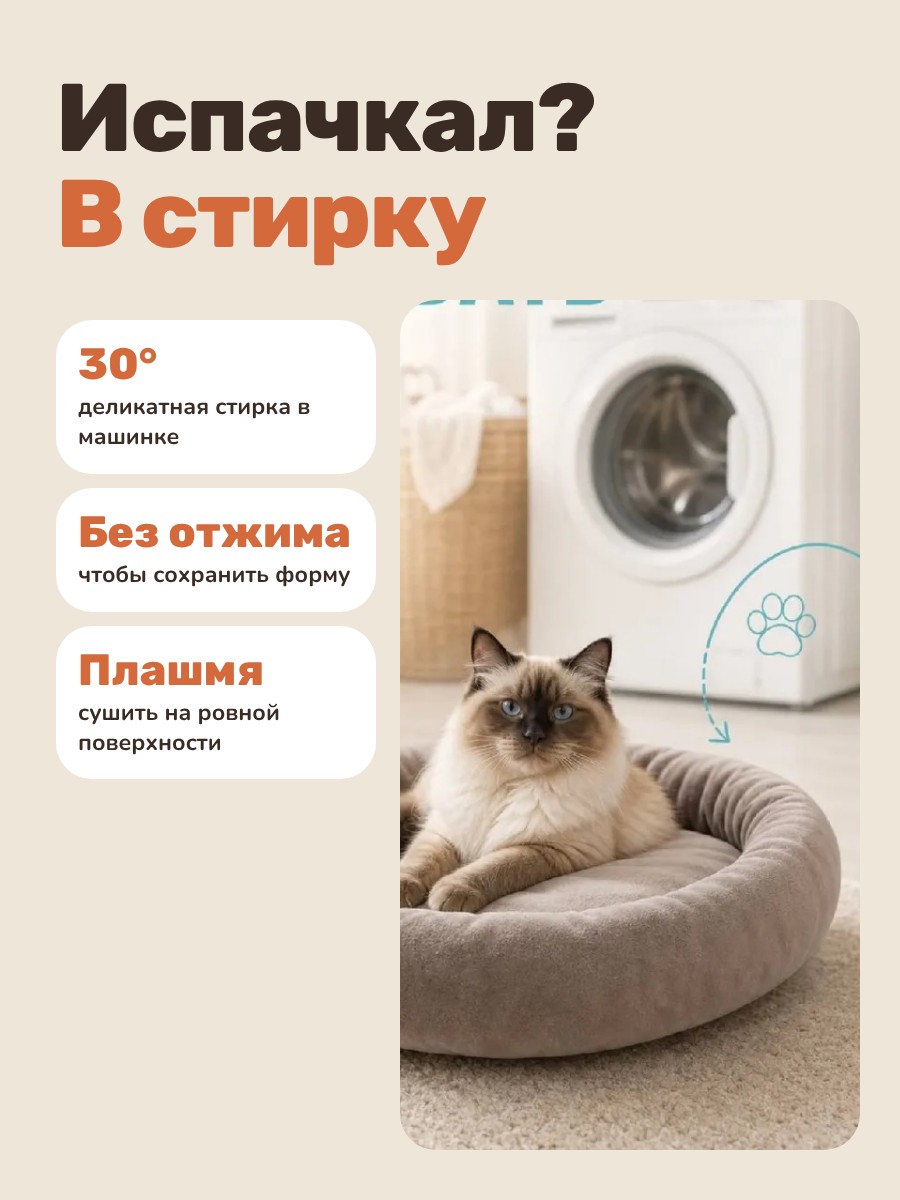 Испачкал?
В стирку
30°
деликатная стирка в
машинке
Без отжима
чтобы сохранить форму
Плашмя
сушить на ровной
поверхности